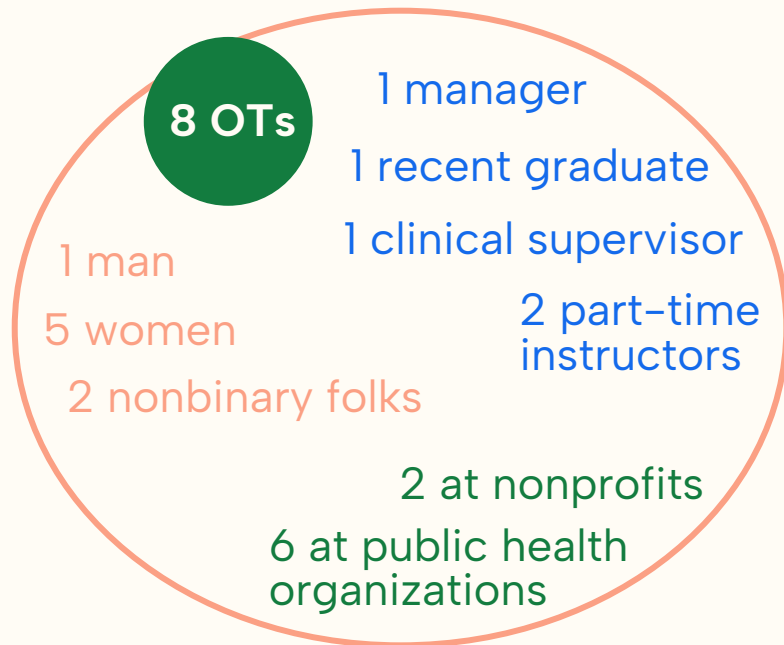 8 OTs
1 manager
1 recent graduate
1 clinical supervisor
2 part-time
instructors
1 man
5 women
2 nonbinary folks
2 at nonprofits
6 at public health
organizations